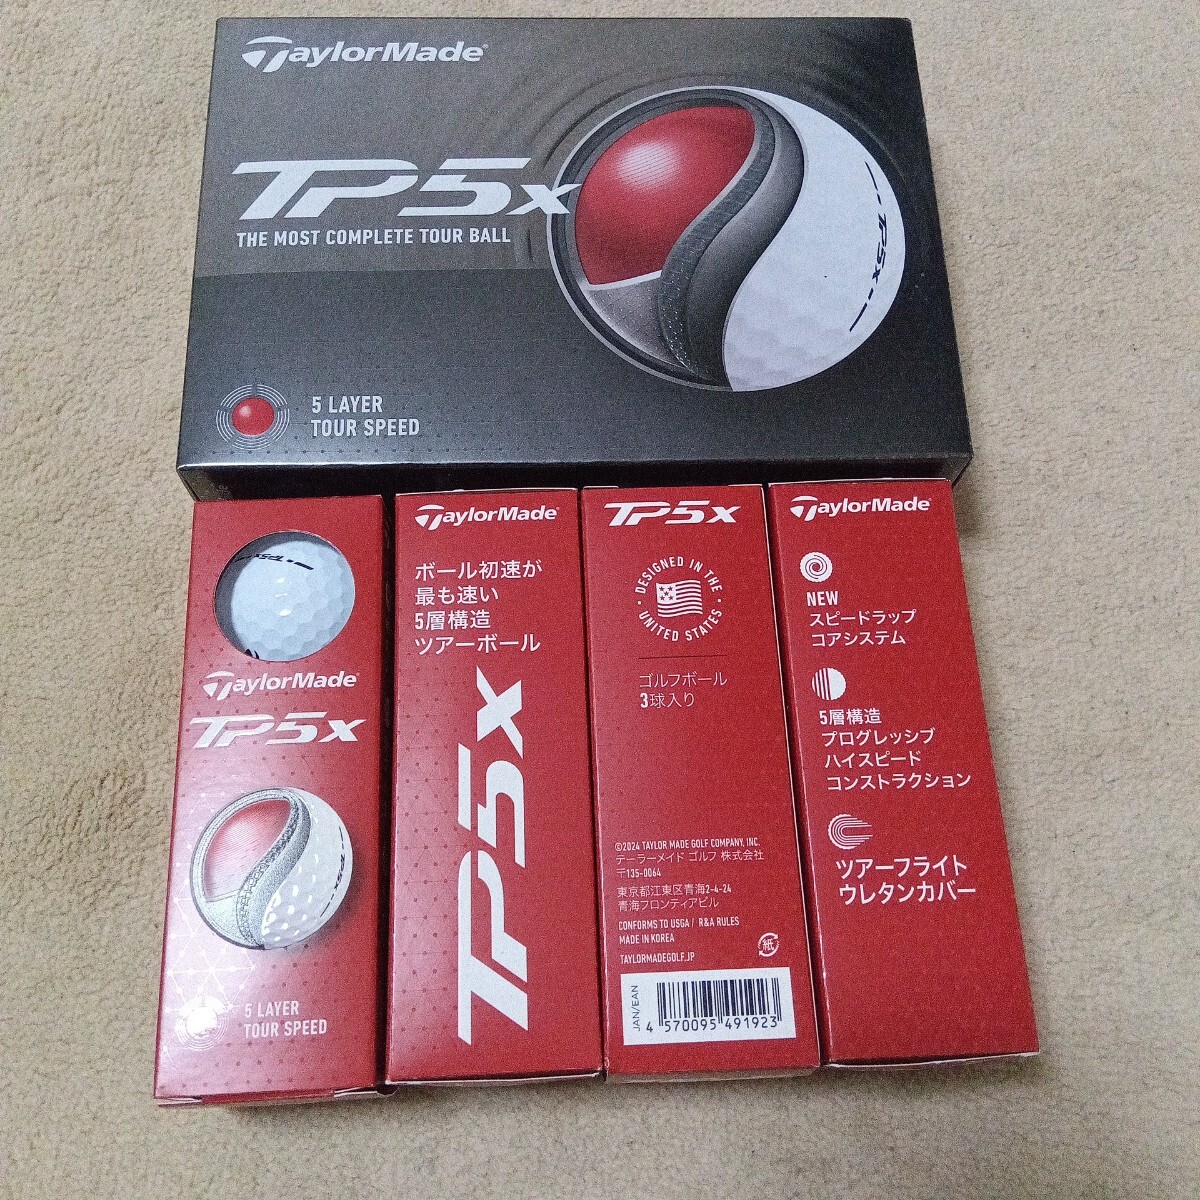 TaylorMade®
TP5x
THE MOST COMPLETE TOUR BALL
TP5x
5 LAYER
TOUR SPEED
TP5x
TaylorMade®
TP5x
TP5x
5 LAYER
TOUR SPEED
TaylorMade®
ボール初速が
最も速い
5層構造
ツアーボール
TP5x
TP5x
DESIGNED IN THE
UNITED STATES
ゴルフボール
3球入り
©2024 TAYLOR MADE GOLF COMPANY, INC.
テーラーメイド ゴルフ 株式会社
〒135-0064
東京都江東区青海2-4-24
青海フロンティアビル
CONFORMS TO USGA / R&A RULES
MADE IN KOREA
TAYLORMADEGOLF.JP
紙
JAN/EAN
4 570095 491923
TaylorMade®
NEW
スピードラップ
コアシステム
5層構造
プログレッシブ
ハイスピード
コンストラクション
ツアーフライト
ウレタンカバー